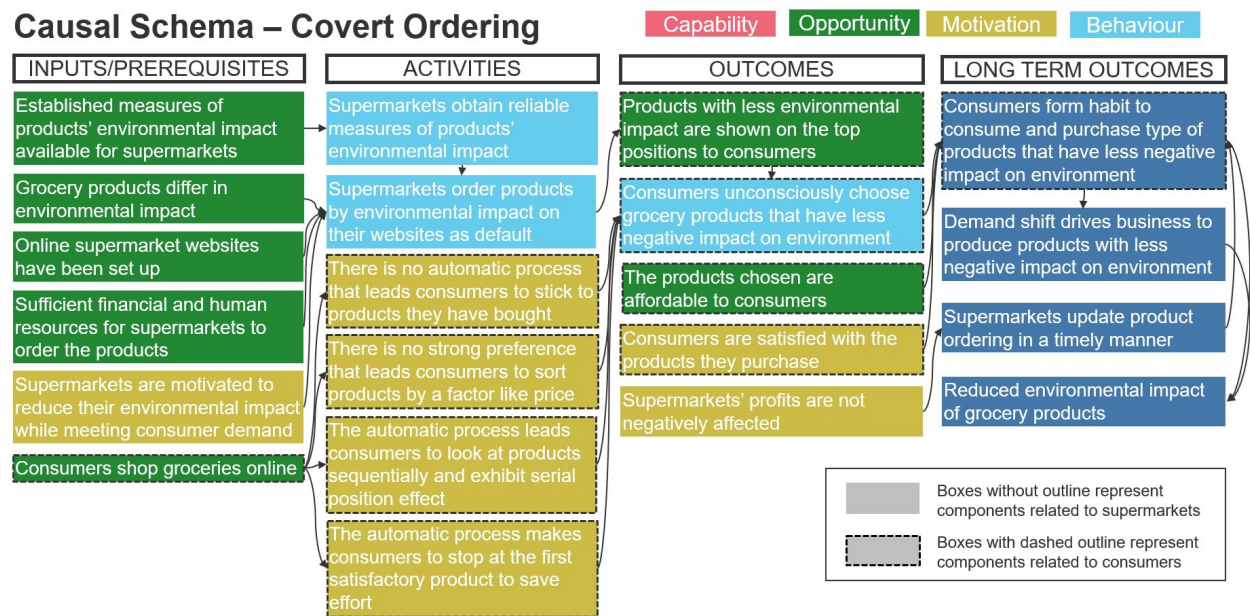 Causal Schema – Covert Ordering
Capability
Opportunity
Motivation
Behaviour
INPUTS/PREREQUISITES
Established measures of
products’ environmental impact
available for supermarkets
Grocery products differ in
environmental impact
Online supermarket websites
have been set up
Sufficient financial and human
resources for supermarkets to
order the products
Supermarkets are motivated to
reduce their environmental impact
while meeting consumer demand
Consumers shop groceries online
ACTIVITIES
Supermarkets obtain reliable
measures of products’
environmental impact
Supermarkets order products
by environmental impact on
their websites as default
There is no automatic process
that leads consumers to stick to
products they have bought
There is no strong preference
that leads consumers to sort
products by a factor like price
The automatic process leads
consumers to look at products
sequentially and exhibit serial
position effect
The automatic process makes
consumers to stop at the first
satisfactory product to save
effort
OUTCOMES
Products with less environmental
impact are shown on the top
positions to consumers
Consumers unconsciously choose
grocery products that have less
negative impact on environment
The products chosen are
affordable to consumers
Consumers are satisfied with the
products they purchase
Supermarkets’ profits are not
negatively affected
LONG TERM OUTCOMES
Consumers form habit to
consume and purchase type of
products that have less negative
impact on environment
Demand shift drives business to
produce products with less
negative impact on environment
Supermarkets update product
ordering in a timely manner
Reduced environmental impact
of grocery products
Boxes without outline represent
components related to supermarkets
Boxes with dashed outline represent
components related to consumers